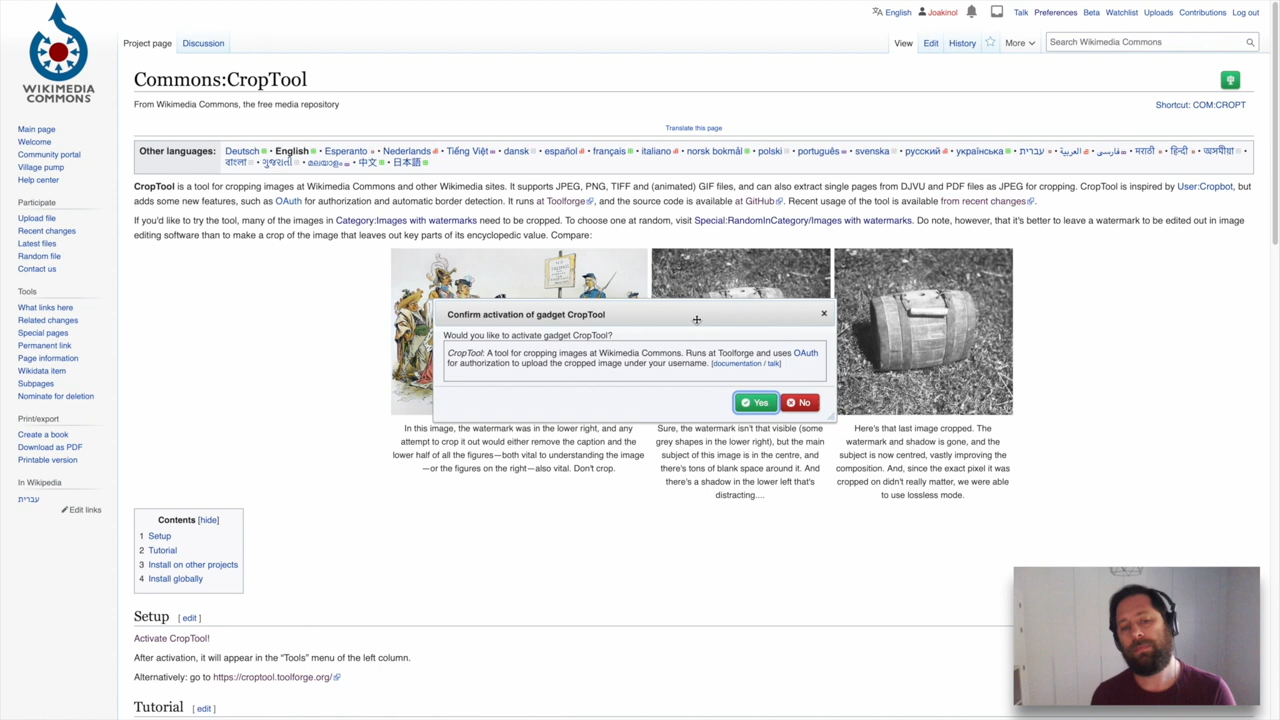 English Joakinol Talk Preferences Beta Watchlist Uploads Contributions Log out
Project page Discussion View Edit History More Search Wikimedia Commons
WIKIMEDIA
COMMONS
Commons:CropTool
From Wikimedia Commons, the free media repository Shortcut: COM:CROPT
Translate this page
Other languages: Deutsch • English • Esperanto • Nederlands • Tiếng Việt • dansk • español • français • italiano • norsk bokmål • polski • português • svenska • русский • українська • עברית • العربية • فارسی • मराठी • हिन्दी • অসমীয়া •
বাংলা • ગુજરાતી • മലയാളം • 中文 • 日本語
CropTool is a tool for cropping images at Wikimedia Commons and other Wikimedia sites. It supports JPEG, PNG, TIFF and (animated) GIF files, and can also extract single pages from DJVU and PDF files as JPEG for cropping. CropTool is inspired by User:Cropbot, but
adds some new features, such as OAuth for authorization and automatic border detection. It runs at Toolforge, and the source code is available at GitHub. Recent usage of the tool is available from recent changes.
If you'd like to try the tool, many of the images in Category:Images with watermarks need to be cropped. To choose one at random, visit Special:RandomInCategory/Images with watermarks. Do note, however, that it's better to leave a watermark to be edited out in image
editing software than to make a crop of the image that leaves out key parts of its encyclopedic value. Compare:
Confirm activation of gadget CropTool ×
Would you like to activate gadget CropTool?
CropTool: A tool for cropping images at Wikimedia Commons. Runs at Toolforge and uses OAuth
for authorization to upload the cropped image under your username. [documentation / talk]
Yes No
In this image, the watermark was in the lower right, and any
attempt to crop it out would either remove the caption and the
lower half of all the figures—both vital to understanding the image
—or the figures on the right—also vital. Don't crop.
Sure, the watermark isn't that visible (some
grey shapes in the lower right), but the main
subject of this image is in the centre, and
there's tons of blank space around it. And
there's a shadow in the lower left that's
distracting....
Here's that last image cropped. The
watermark and shadow is gone, and the
subject is now centred, vastly improving the
composition. And, since the exact pixel it was
cropped on didn't really matter, we were able
to use lossless mode.
Contents [hide]
1 Setup
2 Tutorial
3 Install on other projects
4 Install globally
Setup [ edit ]
Activate CropTool!
After activation, it will appear in the “Tools” menu of the left column.
Alternatively: go to https://croptool.toolforge.org/
Tutorial [ edit ]
Main page
Welcome
Community portal
Village pump
Help center
Participate
Upload file
Recent changes
Latest files
Random file
Contact us
Tools
What links here
Related changes
Special pages
Permanent link
Page information
Wikidata item
Subpages
Nominate for deletion
Print/export
Create a book
Download as PDF
Printable version
In Wikipedia
עברית
Edit links